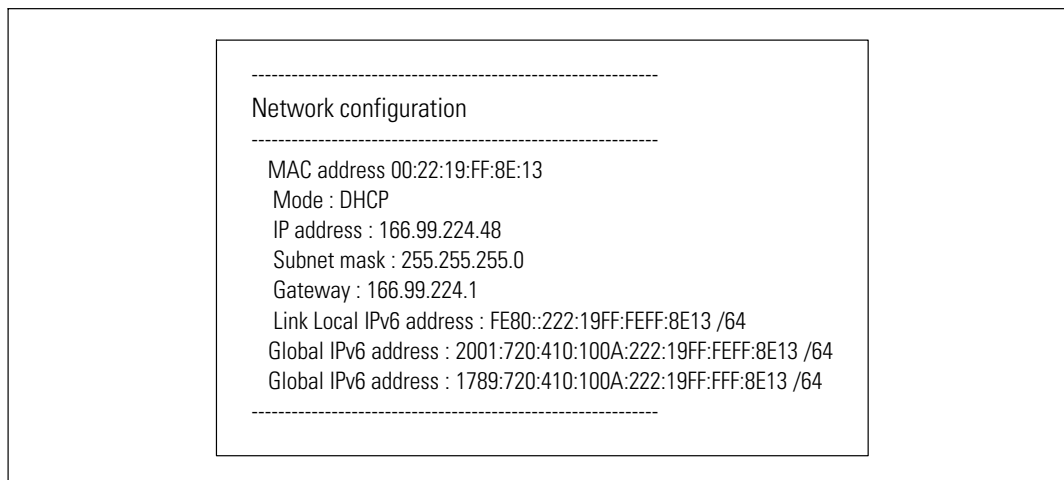 ---------------------------------------------------------------
Network configuration
---------------------------------------------------------------
MAC address 00:22:19:FF:8E:13
Mode : DHCP
IP address : 166.99.224.48
Subnet mask : 255.255.255.0
Gateway : 166.99.224.1
Link Local IPv6 address : FE80::222:19FF:FEFF:8E13 /64
Global IPv6 address : 2001:720:410:100A:222:19FF:FEFF:8E13 /64
Global IPv6 address : 1789:720:410:100A:222:19FF:FFF:8E13 /64
---------------------------------------------------------------